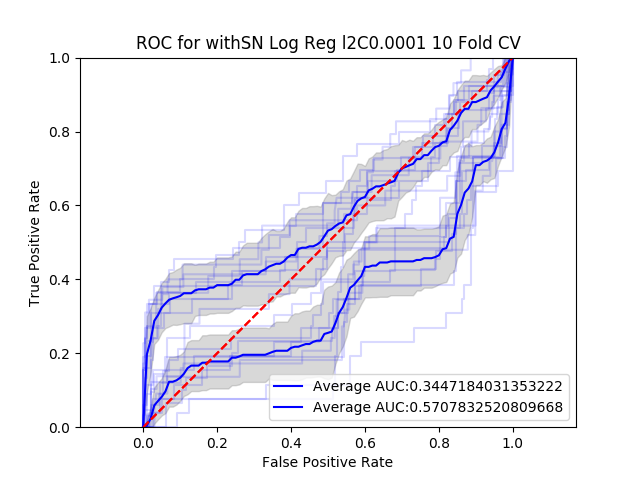 ROC for withSN Log Reg l2C0.0001 10 Fold CV
True Positive Rate
1.0
0.8
0.6
0.4
0.2
0.0
Average AUC:0.3447184031353222
Average AUC:0.5707832520809668
0.0 0.2 0.4 0.6 0.8 1.0
False Positive Rate